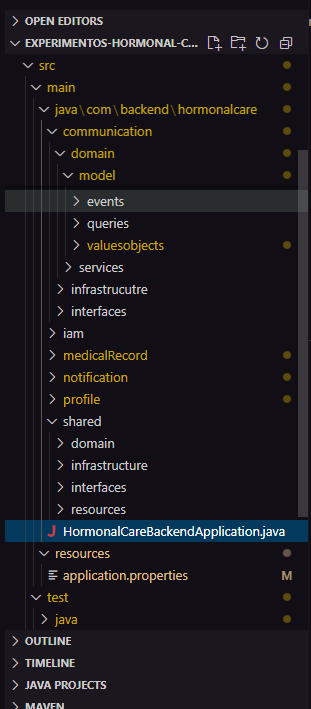 OPEN EDITORS
EXPERIMENTOS-HORMONAL-C...
src
main
java\com\backend\hormonalcare
communication
domain
model
events
queries
valuesobjects
services
infrastrucutre
interfaces
iam
medicalRecord
notification
profile
shared
domain
infrastructure
interfaces
resources
J HormonalCareBackendApplication.java
resources
application.properties M
test
java
OUTLINE
TIMELINE
JAVA PROJECTS
MAVEN